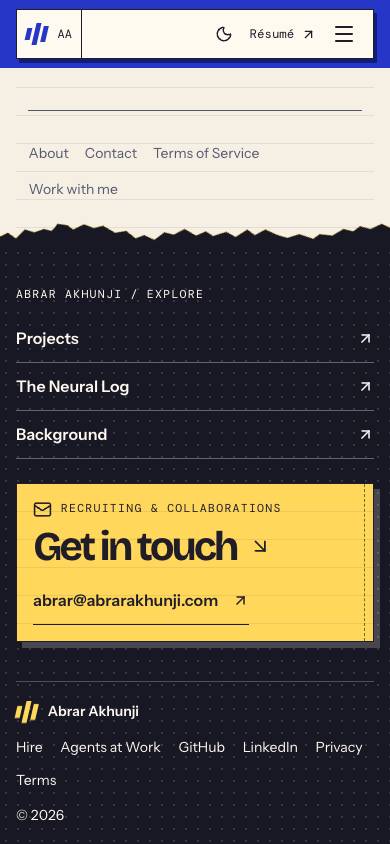 AA Résumé
About Contact Terms of Service
Work with me
ABRAR AKHUNJI / EXPLORE
Projects
The Neural Log
Background
RECRUITING & COLLABORATIONS
Get in touch
abrar@abrarakhunji.com
Abrar Akhunji
Hire Agents at Work GitHub LinkedIn Privacy
Terms
© 2026